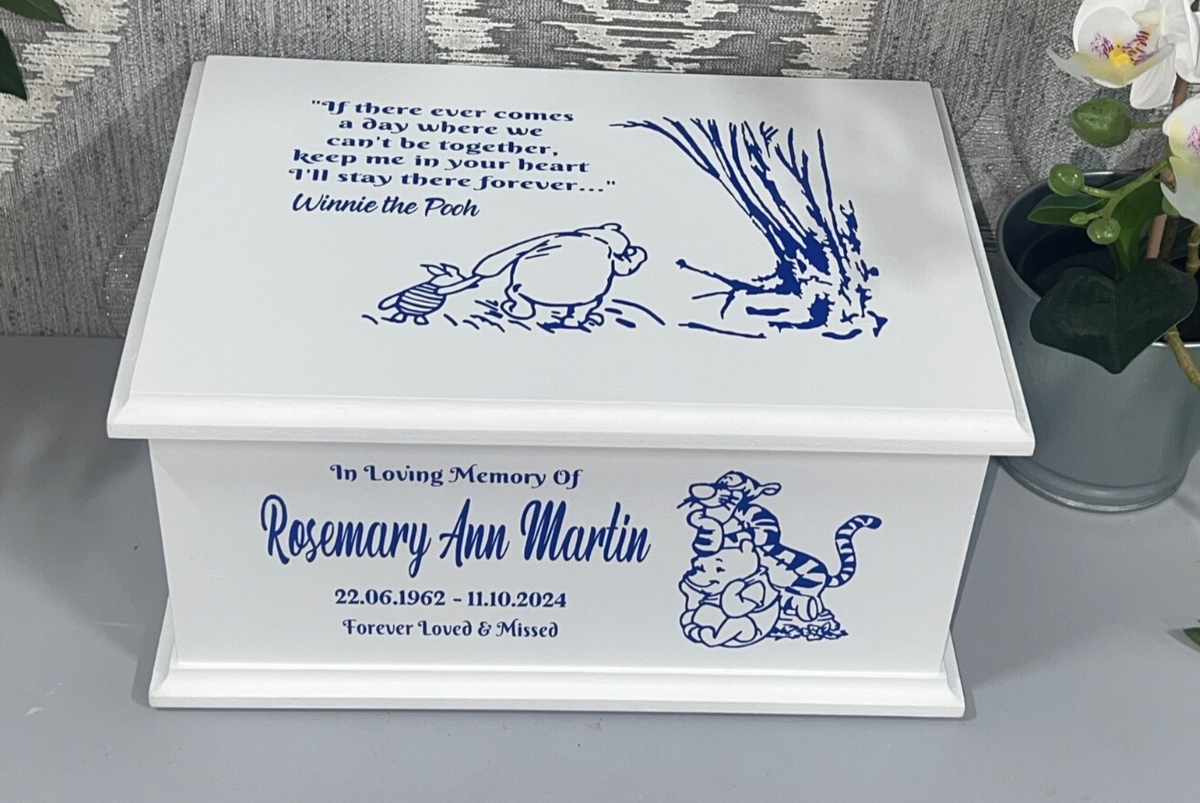 "If there ever comes
a day where we
can't be together,
keep me in your heart
I'll stay there forever..."
Winnie the Pooh
In Loving Memory Of
Rosemary Ann Martin
22.06.1962 - 11.10.2024
Forever Loved & Missed